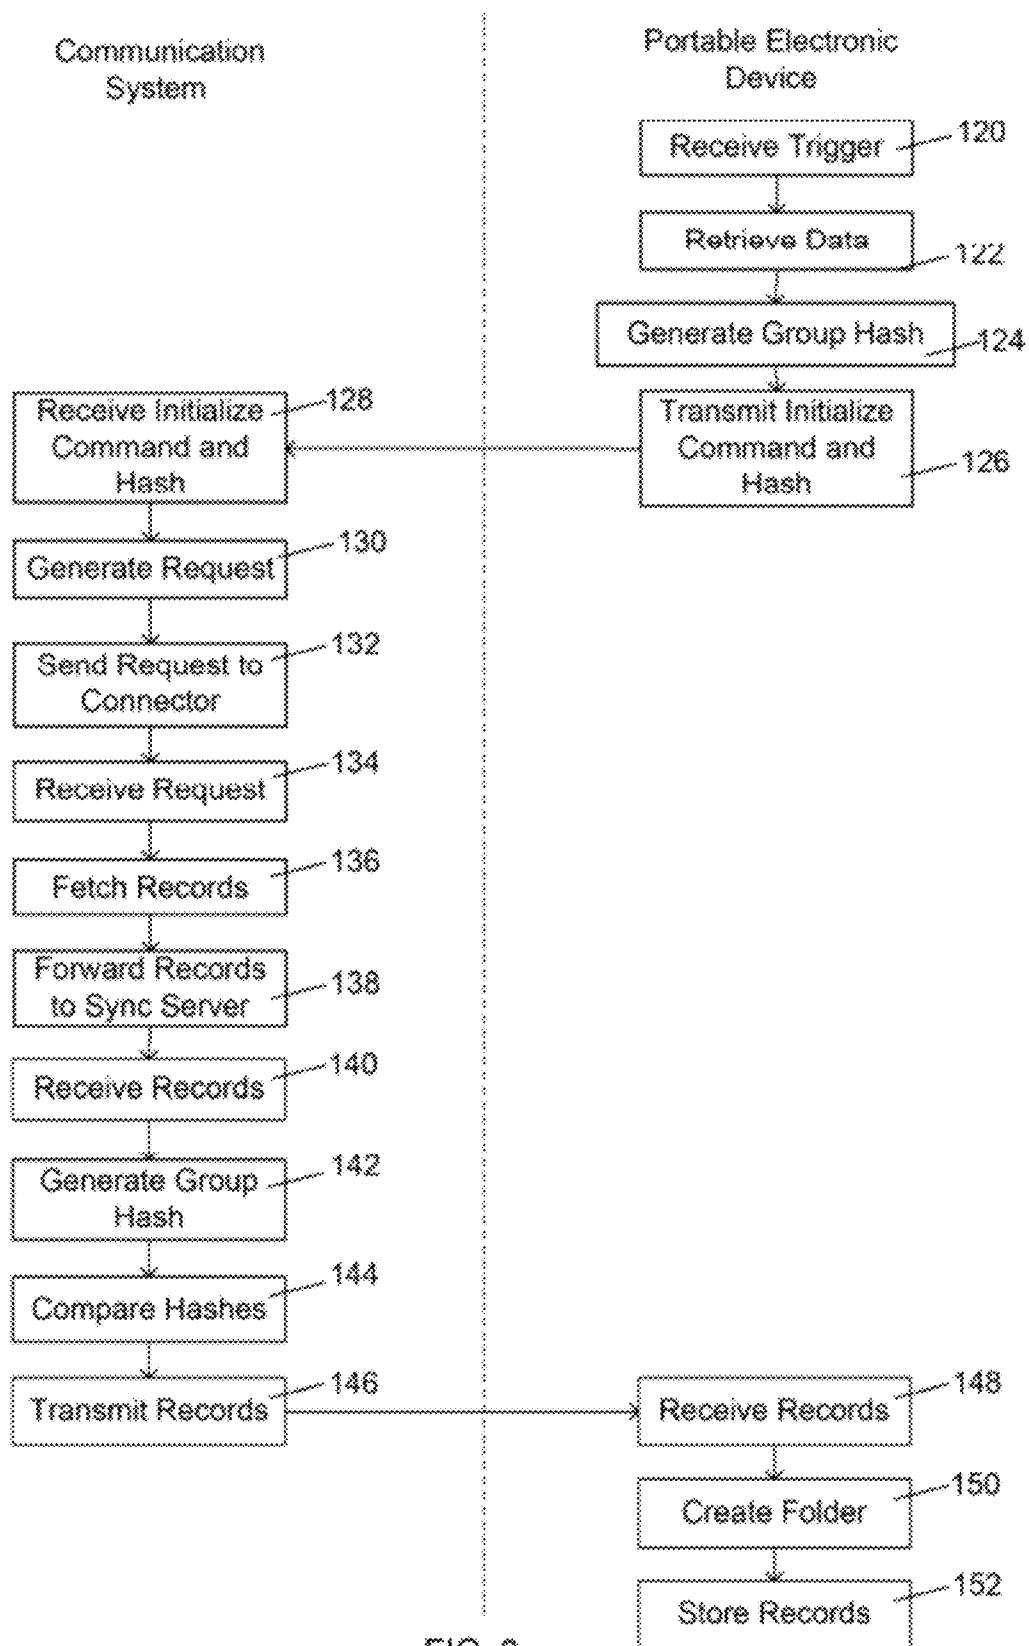 Communication
System
Portable Electronic
Device
Receive Trigger
120
Retrieve Data
122
Generate Group Hash
124
Transmit Initialize
Command and
Hash
126
Receive Initialize
Command and
Hash
128
Generate Request
130
Send Request to
Connector
132
Receive Request
134
Fetch Records
136
Forward Records
to Sync Server
138
Receive Records
140
Generate Group
Hash
142
Compare Hashes
144
Transmit Records
146
Receive Records
148
Create Folder
150
Store Records
152
FIG.